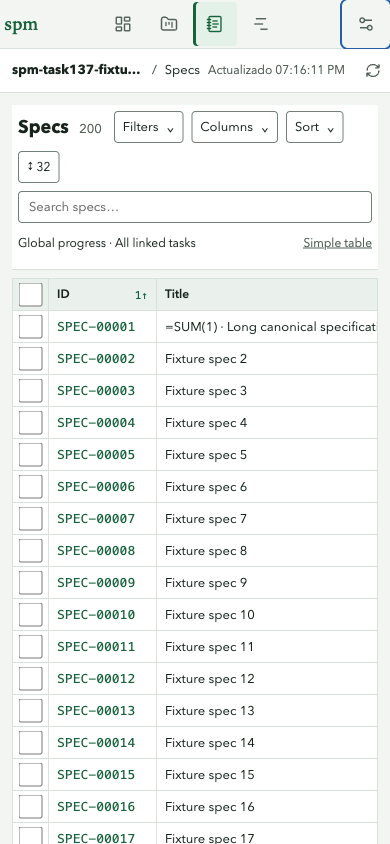 spm
spm-task137-fixtu... / Specs Actualizado 07:16:11 PM
Specs 200 Filters Columns Sort
↕ 32
Search specs...
Global progress · All linked tasks Simple table
ID 1↑ Title
SPEC-00001 =SUM(1) · Long canonical specificat
SPEC-00002 Fixture spec 2
SPEC-00003 Fixture spec 3
SPEC-00004 Fixture spec 4
SPEC-00005 Fixture spec 5
SPEC-00006 Fixture spec 6
SPEC-00007 Fixture spec 7
SPEC-00008 Fixture spec 8
SPEC-00009 Fixture spec 9
SPEC-00010 Fixture spec 10
SPEC-00011 Fixture spec 11
SPEC-00012 Fixture spec 12
SPEC-00013 Fixture spec 13
SPEC-00014 Fixture spec 14
SPEC-00015 Fixture spec 15
SPEC-00016 Fixture spec 16
SPEC-00017 Fixture spec 17